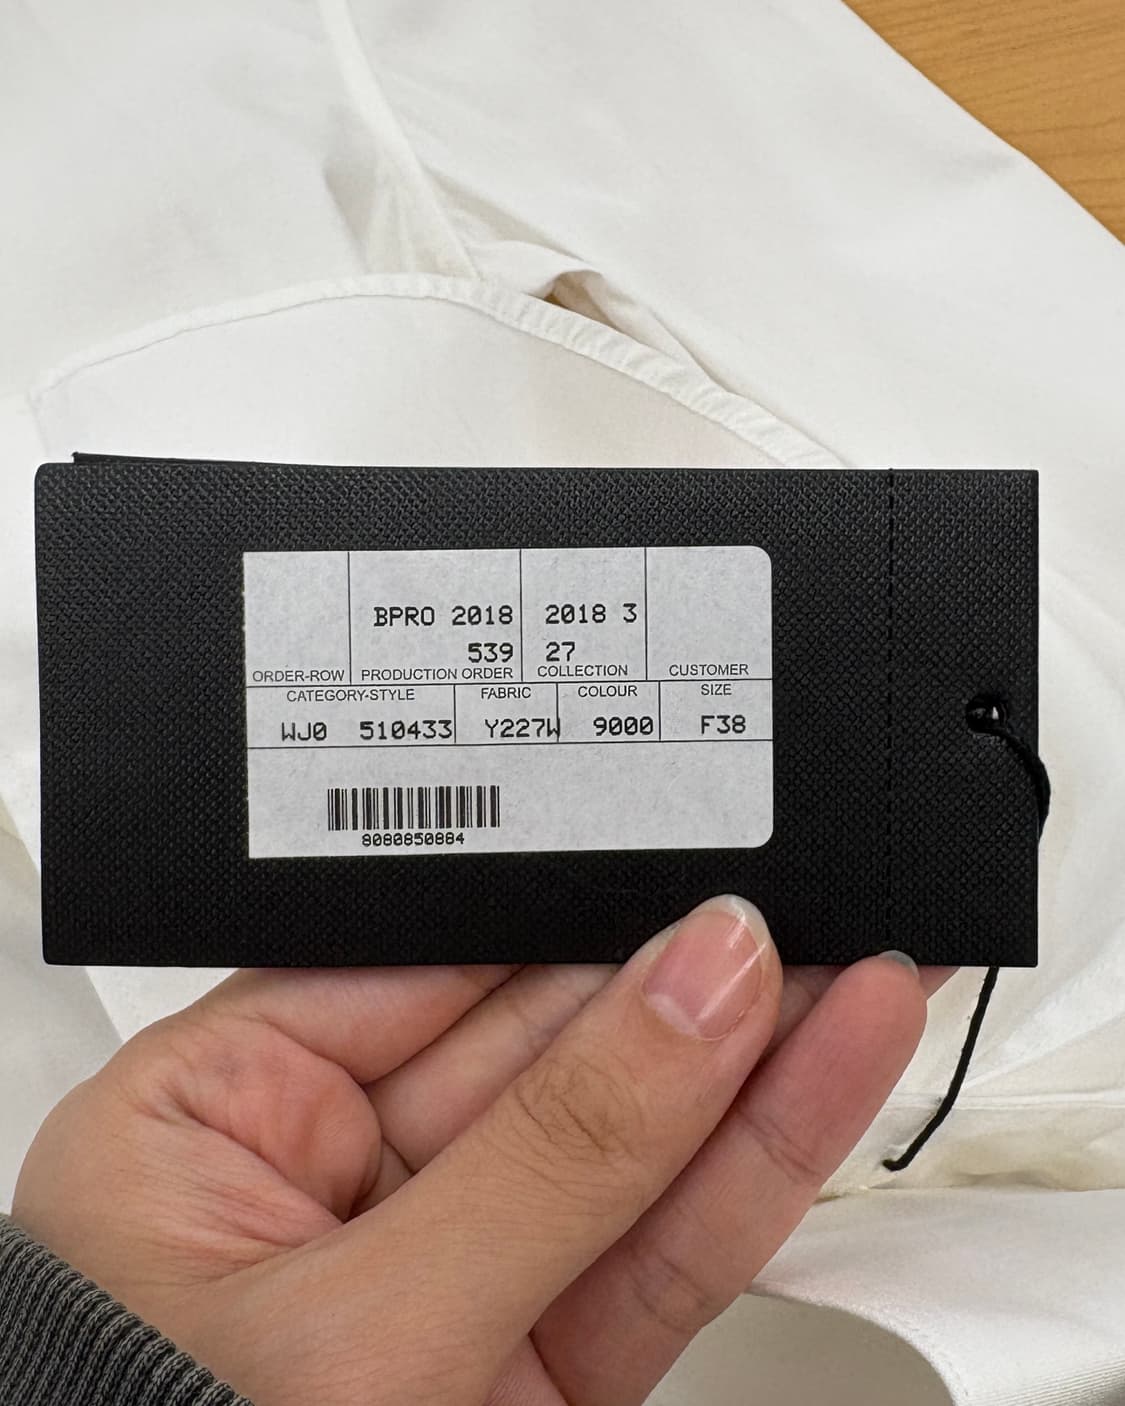 BPRO 2018
539
2018 3
27
ORDER-ROW PRODUCTION ORDER COLLECTION CUSTOMER
CATEGORY-STYLE FABRIC COLOUR SIZE
WJ0 510433 Y227W 9000 F38
8080850884